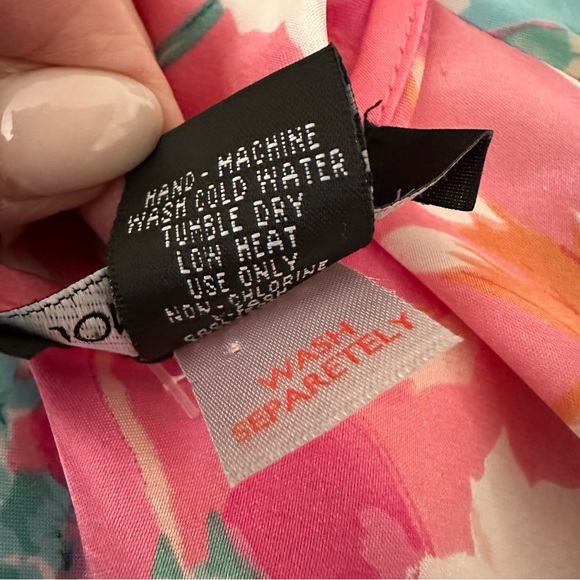 HAND - MACHINE
WASH COLD WATER
TUMBLE DRY
LOW HEAT
USE ONLY
NON-CHLORINE
WASH
SEPARETELY